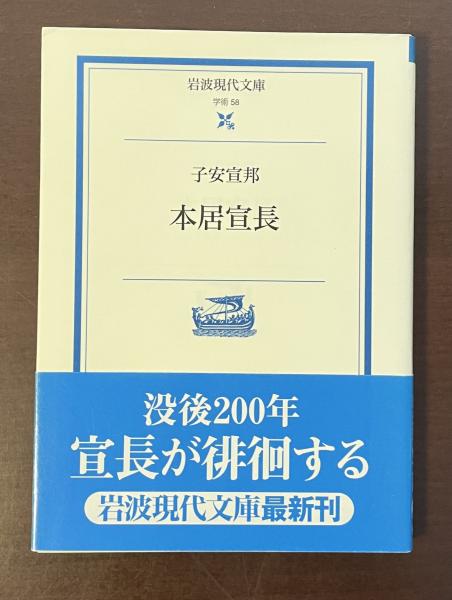 岩波現代文庫
学術 58
子安宣邦
本居宣長
没後200年
宣長が徘徊する
岩波現代文庫最新刊